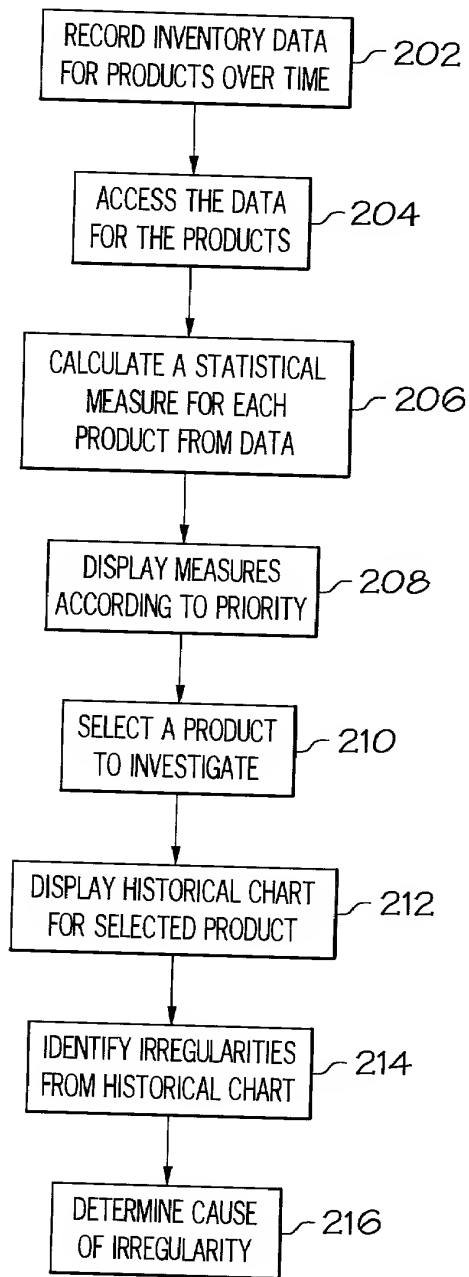 RECORD INVENTORY DATA
FOR PRODUCTS OVER TIME
202
ACCESS THE DATA
FOR THE PRODUCTS
204
CALCULATE A STATISTICAL
MEASURE FOR EACH
PRODUCT FROM DATA
206
DISPLAY MEASURES
ACCORDING TO PRIORITY
208
SELECT A PRODUCT
TO INVESTIGATE
210
DISPLAY HISTORICAL CHART
FOR SELECTED PRODUCT
212
IDENTIFY IRREGULARITIES
FROM HISTORICAL CHART
214
DETERMINE CAUSE
OF IRREGULARITY
216